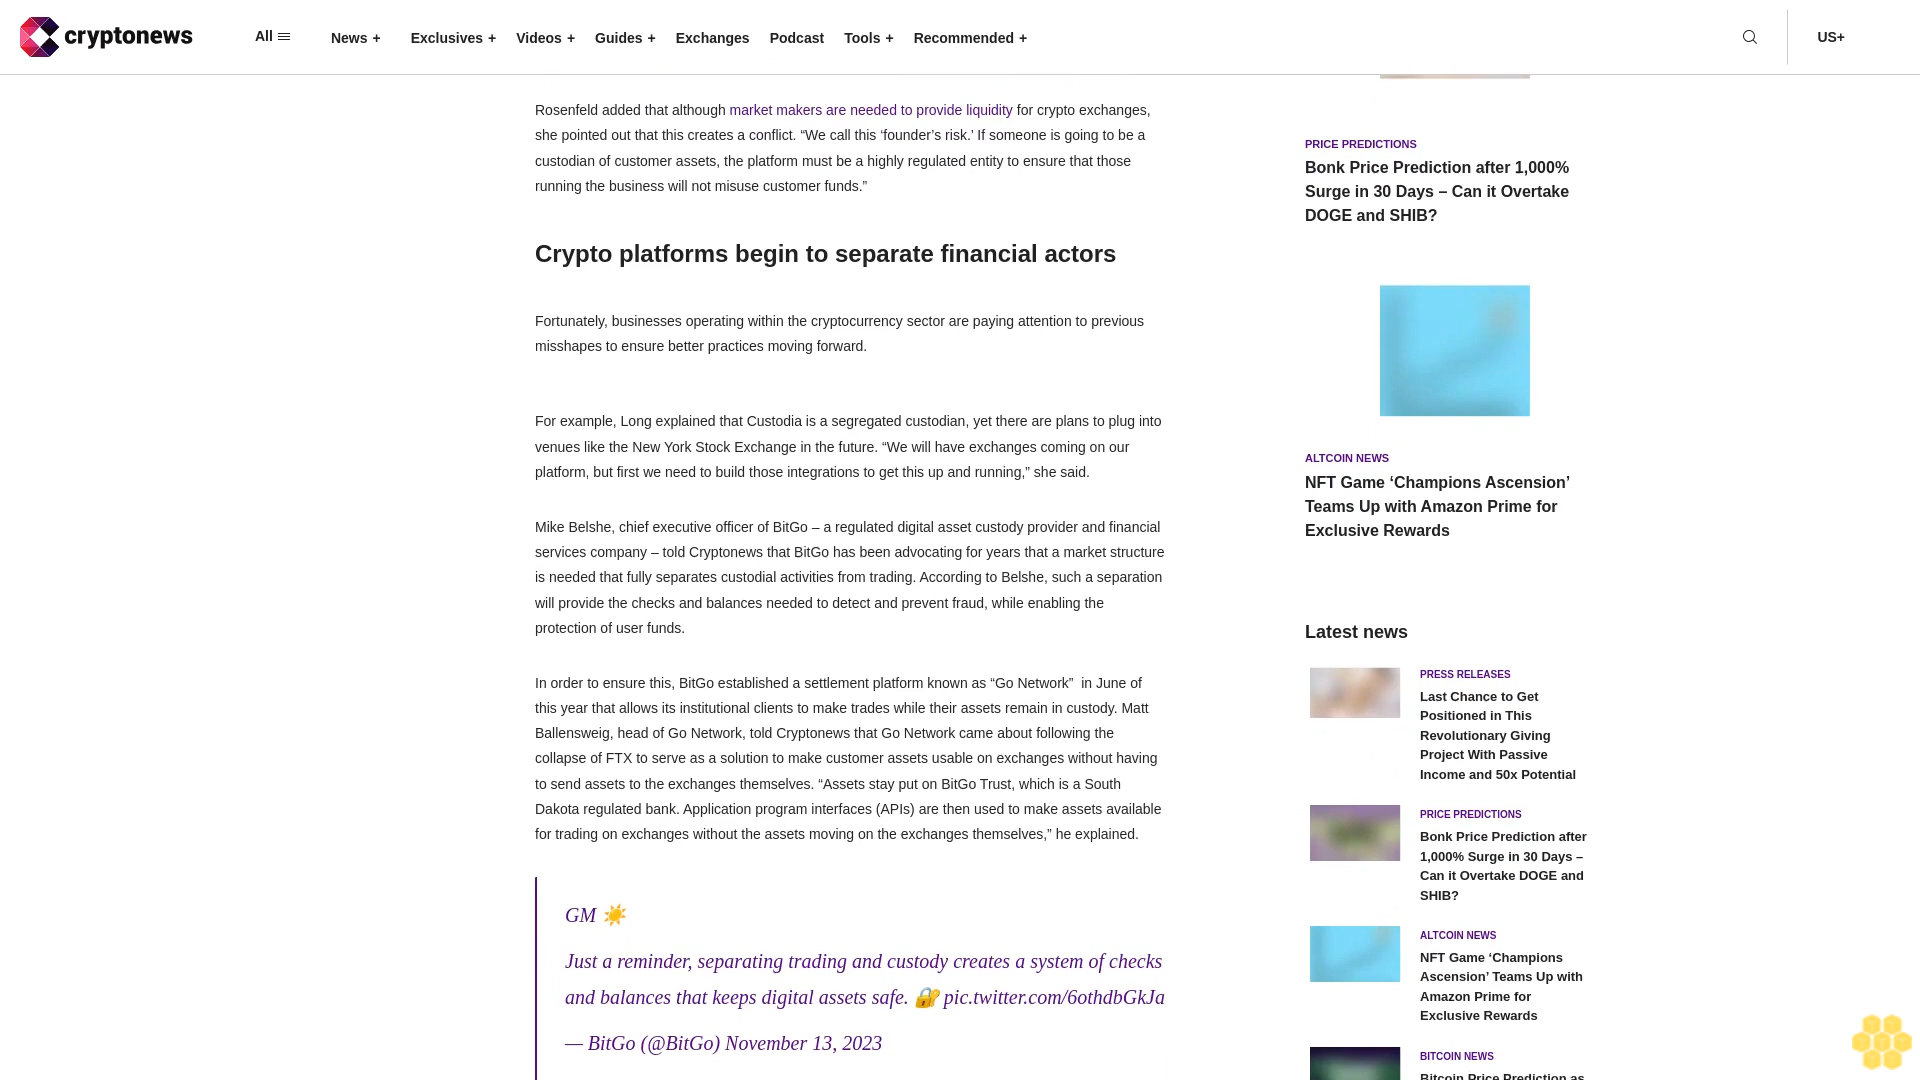 cryptonews
All
News +
Exclusives +
Videos +
Guides +
Exchanges
Podcast
Tools +
Recommended +
US+
Rosenfeld added that although market makers are needed to provide liquidity for crypto exchanges,
she pointed out that this creates a conflict. “We call this ‘founder’s risk.’ If someone is going to be a
custodian of customer assets, the platform must be a highly regulated entity to ensure that those
running the business will not misuse customer funds.”
Crypto platforms begin to separate financial actors
Fortunately, businesses operating within the cryptocurrency sector are paying attention to previous
misshapes to ensure better practices moving forward.
For example, Long explained that Custodia is a segregated custodian, yet there are plans to plug into
venues like the New York Stock Exchange in the future. “We will have exchanges coming on our
platform, but first we need to build those integrations to get this up and running,” she said.
Mike Belshe, chief executive officer of BitGo – a regulated digital asset custody provider and financial
services company – told Cryptonews that BitGo has been advocating for years that a market structure
is needed that fully separates custodial activities from trading. According to Belshe, such a separation
will provide the checks and balances needed to detect and prevent fraud, while enabling the
protection of user funds.
In order to ensure this, BitGo established a settlement platform known as “Go Network”  in June of
this year that allows its institutional clients to make trades while their assets remain in custody. Matt
Ballensweig, head of Go Network, told Cryptonews that Go Network came about following the
collapse of FTX to serve as a solution to make customer assets usable on exchanges without having
to send assets to the exchanges themselves. “Assets stay put on BitGo Trust, which is a South
Dakota regulated bank. Application program interfaces (APIs) are then used to make assets available
for trading on exchanges without the assets moving on the exchanges themselves,” he explained.
GM ☀️
Just a reminder, separating trading and custody creates a system of checks
and balances that keeps digital assets safe. 🔐 pic.twitter.com/6othdbGkJa
— BitGo (@BitGo) November 13, 2023
PRICE PREDICTIONS
Bonk Price Prediction after 1,000%
Surge in 30 Days – Can it Overtake
DOGE and SHIB?
ALTCOIN NEWS
NFT Game ‘Champions Ascension’
Teams Up with Amazon Prime for
Exclusive Rewards
Latest news
PRESS RELEASES
Last Chance to Get
Positioned in This
Revolutionary Giving
Project With Passive
Income and 50x Potential
PRICE PREDICTIONS
Bonk Price Prediction after
1,000% Surge in 30 Days –
Can it Overtake DOGE and
SHIB?
ALTCOIN NEWS
NFT Game ‘Champions
Ascension’ Teams Up with
Amazon Prime for
Exclusive Rewards
BITCOIN NEWS
Bitcoin Price Prediction as